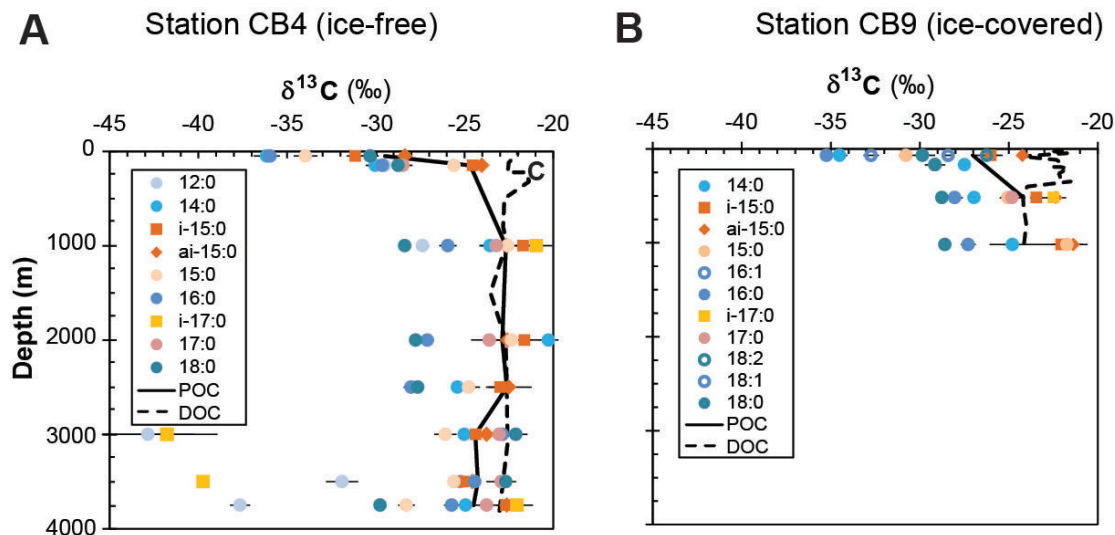 A Station CB4 (ice-free)
δ¹³C (‰)
-45 -40 -35 -30 -25 -20
0
1000
2000
3000
4000
Depth (m)
C
12:0
14:0
i-15:0
ai-15:0
15:0
16:0
i-17:0
17:0
18:0
POC
DOC
B Station CB9 (ice-covered)
δ¹³C (‰)
-45 -40 -35 -30 -25 -20
14:0
i-15:0
ai-15:0
15:0
16:1
16:0
i-17:0
17:0
18:2
18:1
18:0
POC
DOC